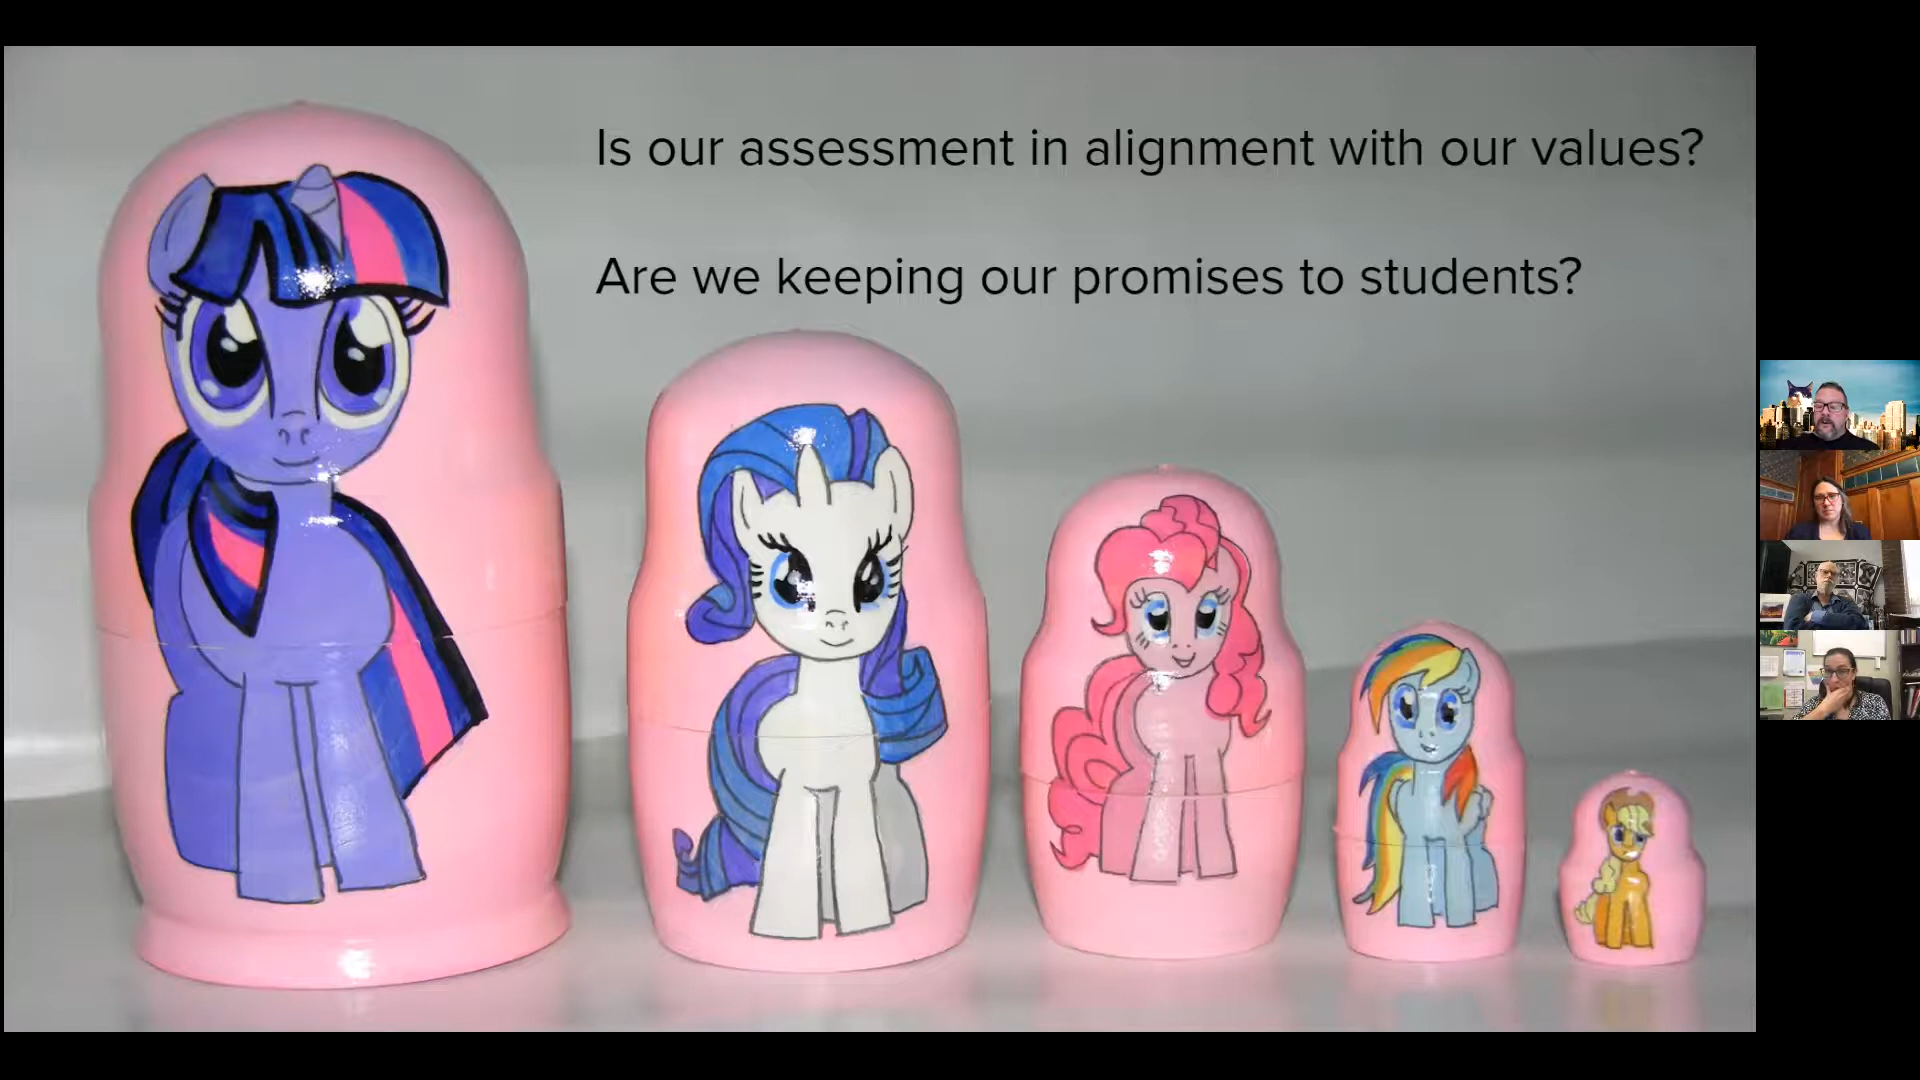 Is our assessment in alignment with our values?
Are we keeping our promises to students?